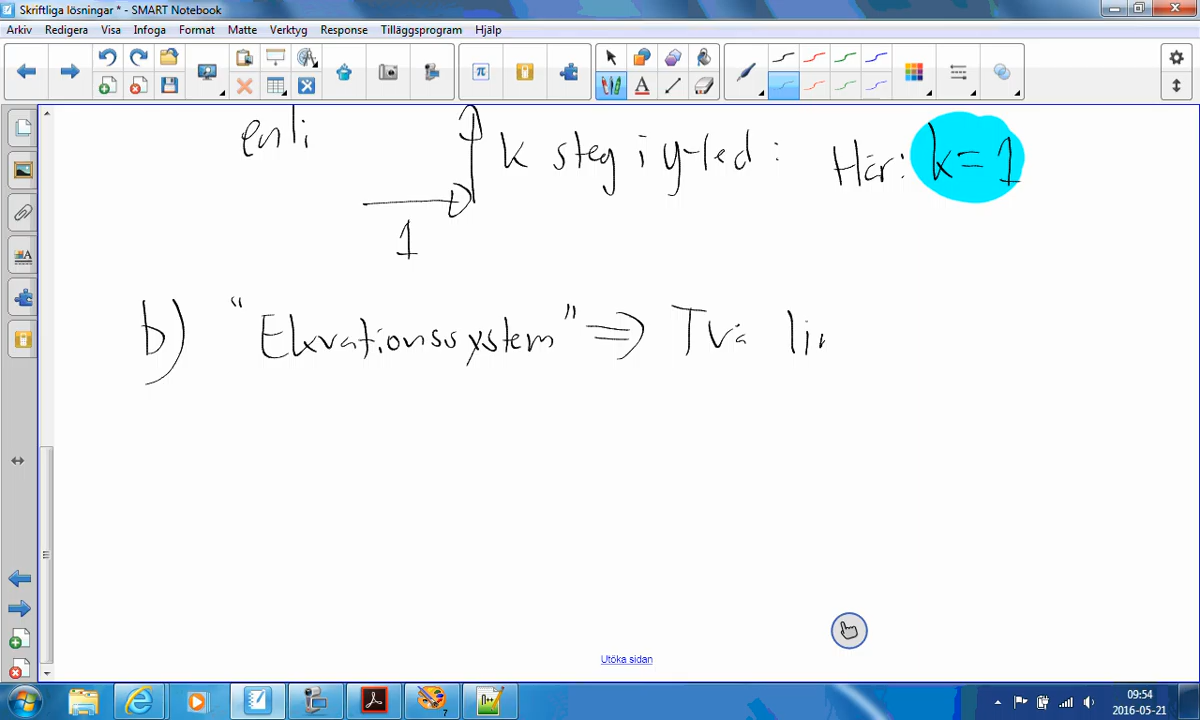 Skriftliga lösningar * - SMART Notebook
Arkiv Redigera Visa Infoga Format Matte Verktyg Response Tilläggsprogram Hjälp
enli
k steg i y-led : Här: k = 1
1
b) "Ekvationssystem" => Två li
Utöka sidan
09:54
2016-05-21